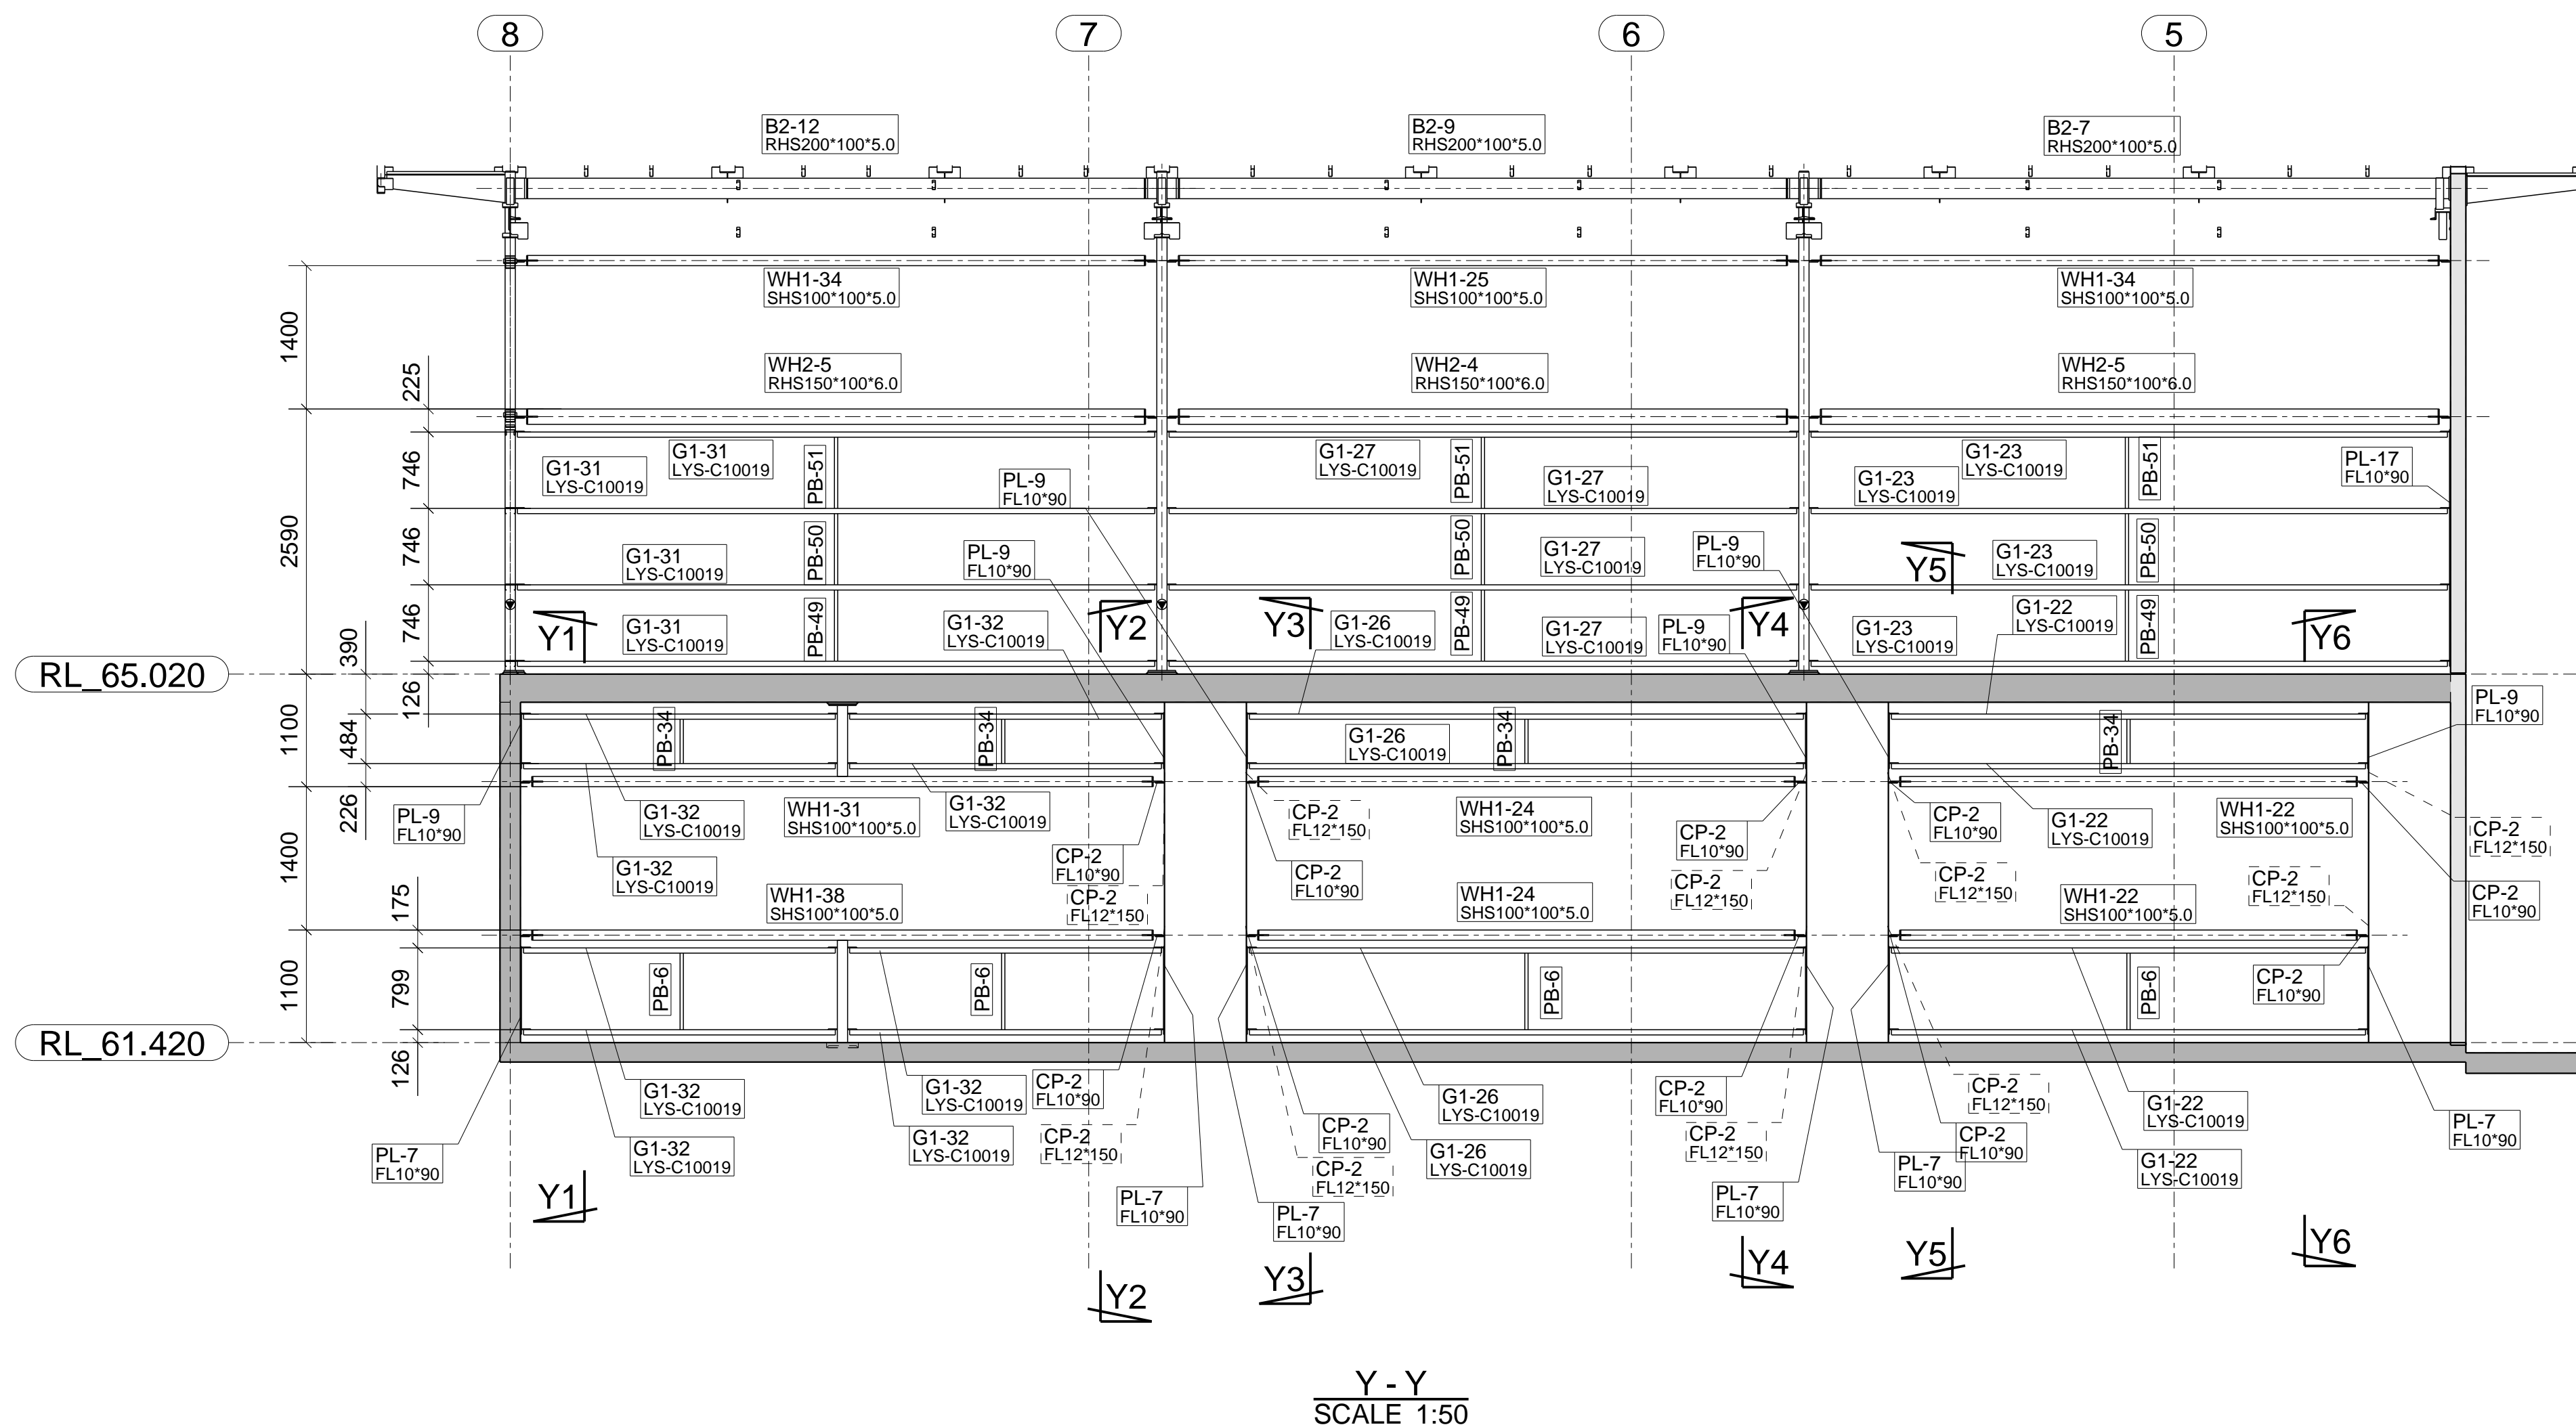 8
7
6
5
B2-12
RHS200*100*5.0
B2-9
RHS200*100*5.0
B2-7
RHS200*100*5.0
WH1-34
SHS100*100*5.0
WH1-25
SHS100*100*5.0
WH1-34
SHS100*100*5.0
1400
WH2-5
RHS150*100*6.0
WH2-4
RHS150*100*6.0
WH2-5
RHS150*100*6.0
225
G1-31
LYS-C10019
G1-31
LYS-C10019
PB-51
PL-9
FL10*90
G1-27
LYS-C10019
PB-51
G1-27
LYS-C10019
G1-23
LYS-C10019
G1-23
LYS-C10019
PB-51
PL-17
FL10*90
746
2590
746
G1-31
LYS-C10019
PB-50
PL-9
FL10*90
PB-50
G1-27
LYS-C10019
PL-9
FL10*90
Y5
G1-23
LYS-C10019
PB-50
746
390
Y1
G1-31
LYS-C10019
PB-49
G1-32
LYS-C10019
Y2
Y3
G1-26
LYS-C10019
PB-49
G1-27
LYS-C10019
PL-9
FL10*90
Y4
G1-23
LYS-C10019
G1-22
LYS-C10019
PB-49
Y6
RL_65.020
126
1100
484
226
PB-34
PB-34
G1-26
LYS-C10019
PB-34
PB-34
PL-9
FL10*90
PL-9
FL10*90
G1-32
LYS-C10019
WH1-31
SHS100*100*5.0
G1-32
LYS-C10019
CP-2
FL12*150
WH1-24
SHS100*100*5.0
CP-2
FL10*90
CP-2
FL10*90
G1-22
LYS-C10019
WH1-22
SHS100*100*5.0
CP-2
FL12*150
1400
G1-32
LYS-C10019
CP-2
FL10*90
CP-2
FL10*90
CP-2
FL12*150
CP-2
FL12*150
CP-2
FL12*150
CP-2
FL10*90
175
WH1-38
SHS100*100*5.0
CP-2
FL12*150
WH1-24
SHS100*100*5.0
WH1-22
SHS100*100*5.0
1100
799
PB-6
PB-6
PB-6
PB-6
CP-2
FL10*90
RL_61.420
126
G1-32
LYS-C10019
G1-32
LYS-C10019
CP-2
FL10*90
G1-26
LYS-C10019
CP-2
FL10*90
CP-2
FL12*150
G1-22
LYS-C10019
PL-7
FL10*90
PL-7
FL10*90
G1-32
LYS-C10019
G1-32
LYS-C10019
CP-2
FL12*150
CP-2
FL10*90
CP-2
FL12*150
G1-26
LYS-C10019
CP-2
FL12*150
CP-2
FL10*90
PL-7
FL10*90
G1-22
LYS-C10019
Y1
PL-7
FL10*90
PL-7
FL10*90
PL-7
FL10*90
Y2
Y3
Y4
Y5
Y6
Y - Y
SCALE 1:50